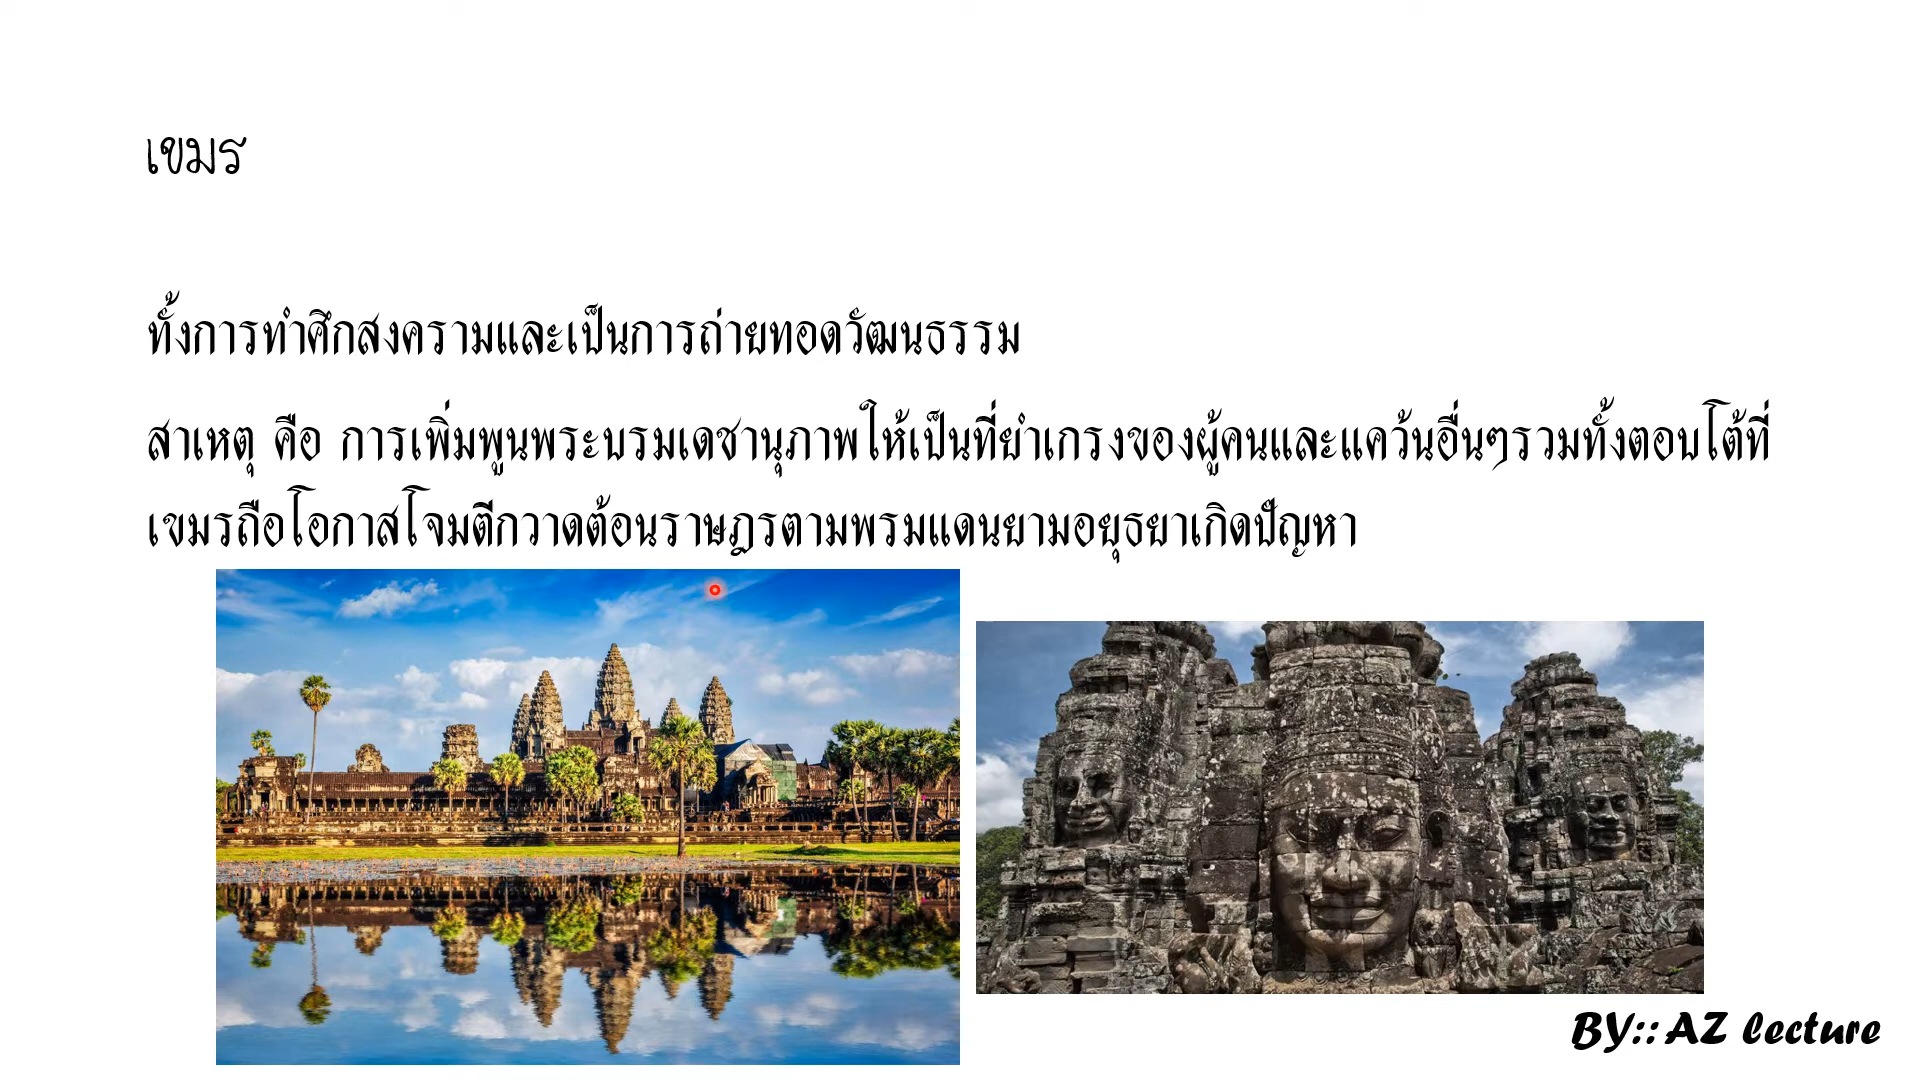 เขมร
ทั้งการทำศึกสงครามและเป็นการถ่ายทอดวัฒนธรรม
สาเหตุ คือ การเพิ่มพูนพระบรมเดชานุภาพให้เป็นที่ยำเกรงของผู้คนและแคว้นอื่นๆรวมทั้งตอบโต้ที่
เขมรถือโอกาสโจมตีกวาดต้อนราษฎรตามพรมแดนยามอยุธยาเกิดปัญหา
BY:: AZ lecture